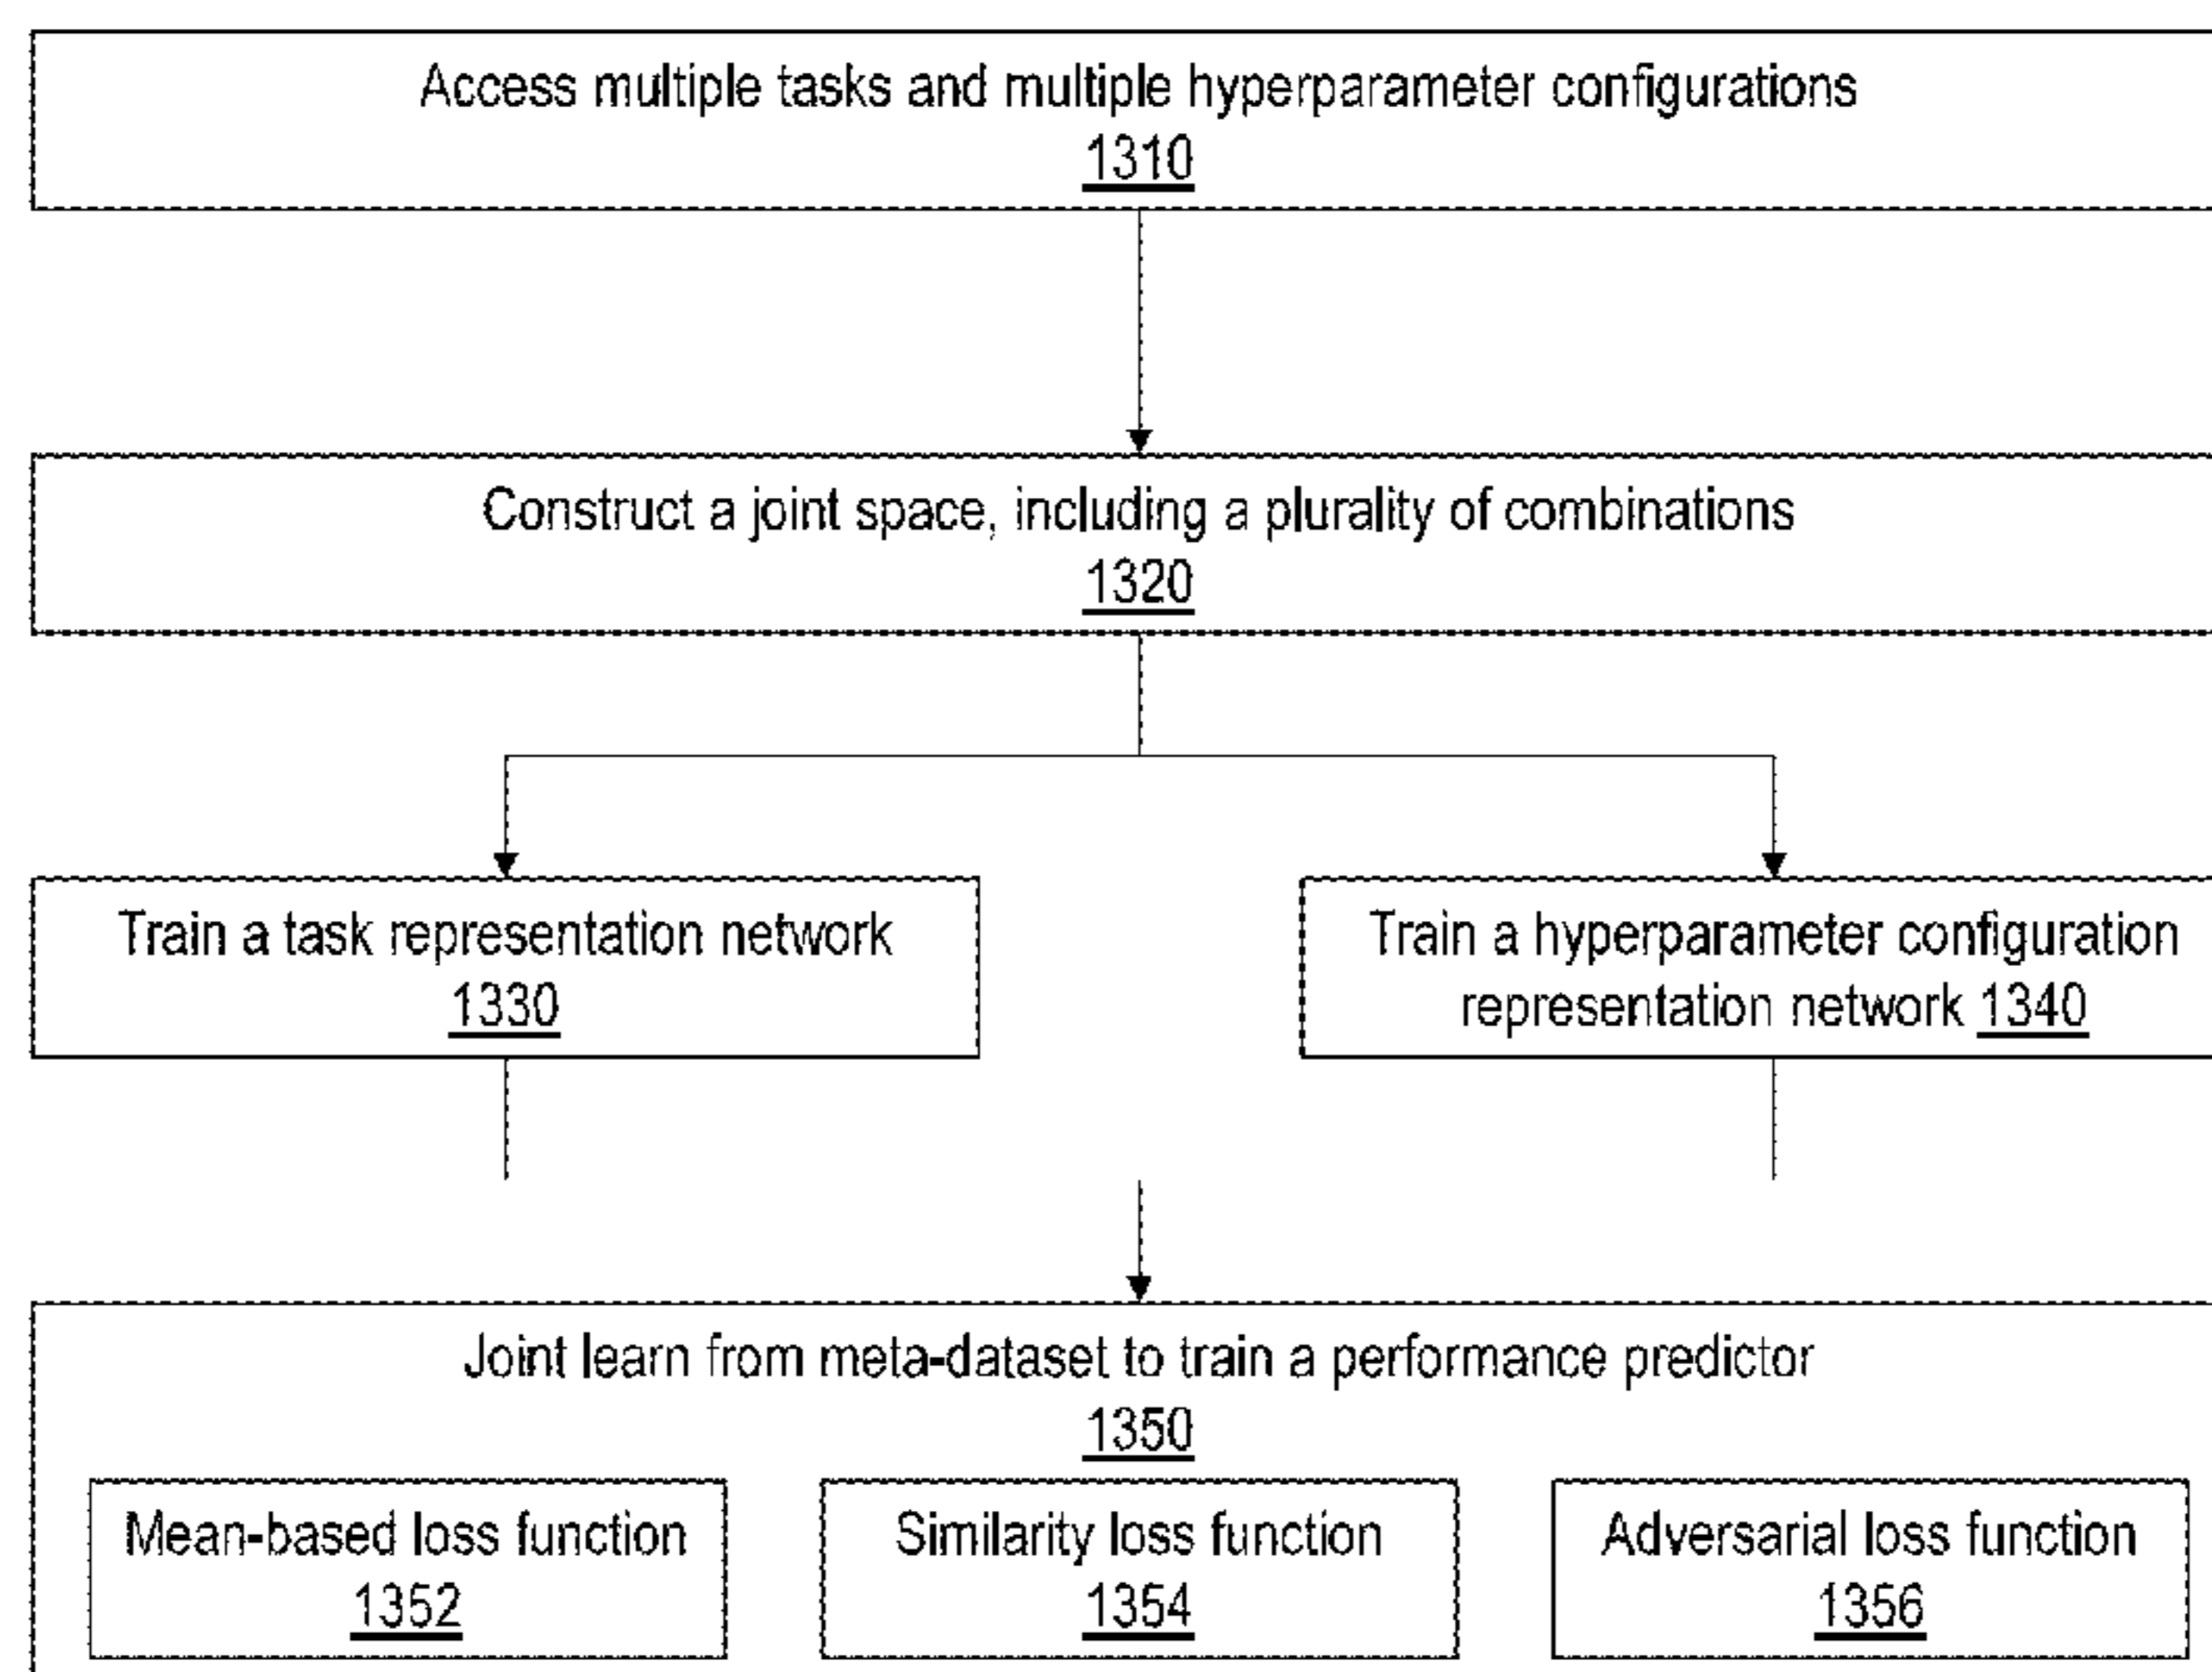 Access multiple tasks and multiple hyperparameter configurations
1310
Construct a joint space, including a plurality of combinations
1320
Train a task representation network
1330
Train a hyperparameter configuration
representation network 1340
Joint learn from meta-dataset to train a performance predictor
1350
Mean-based loss function
1352
Similarity loss function
1354
Adversarial loss function
1356